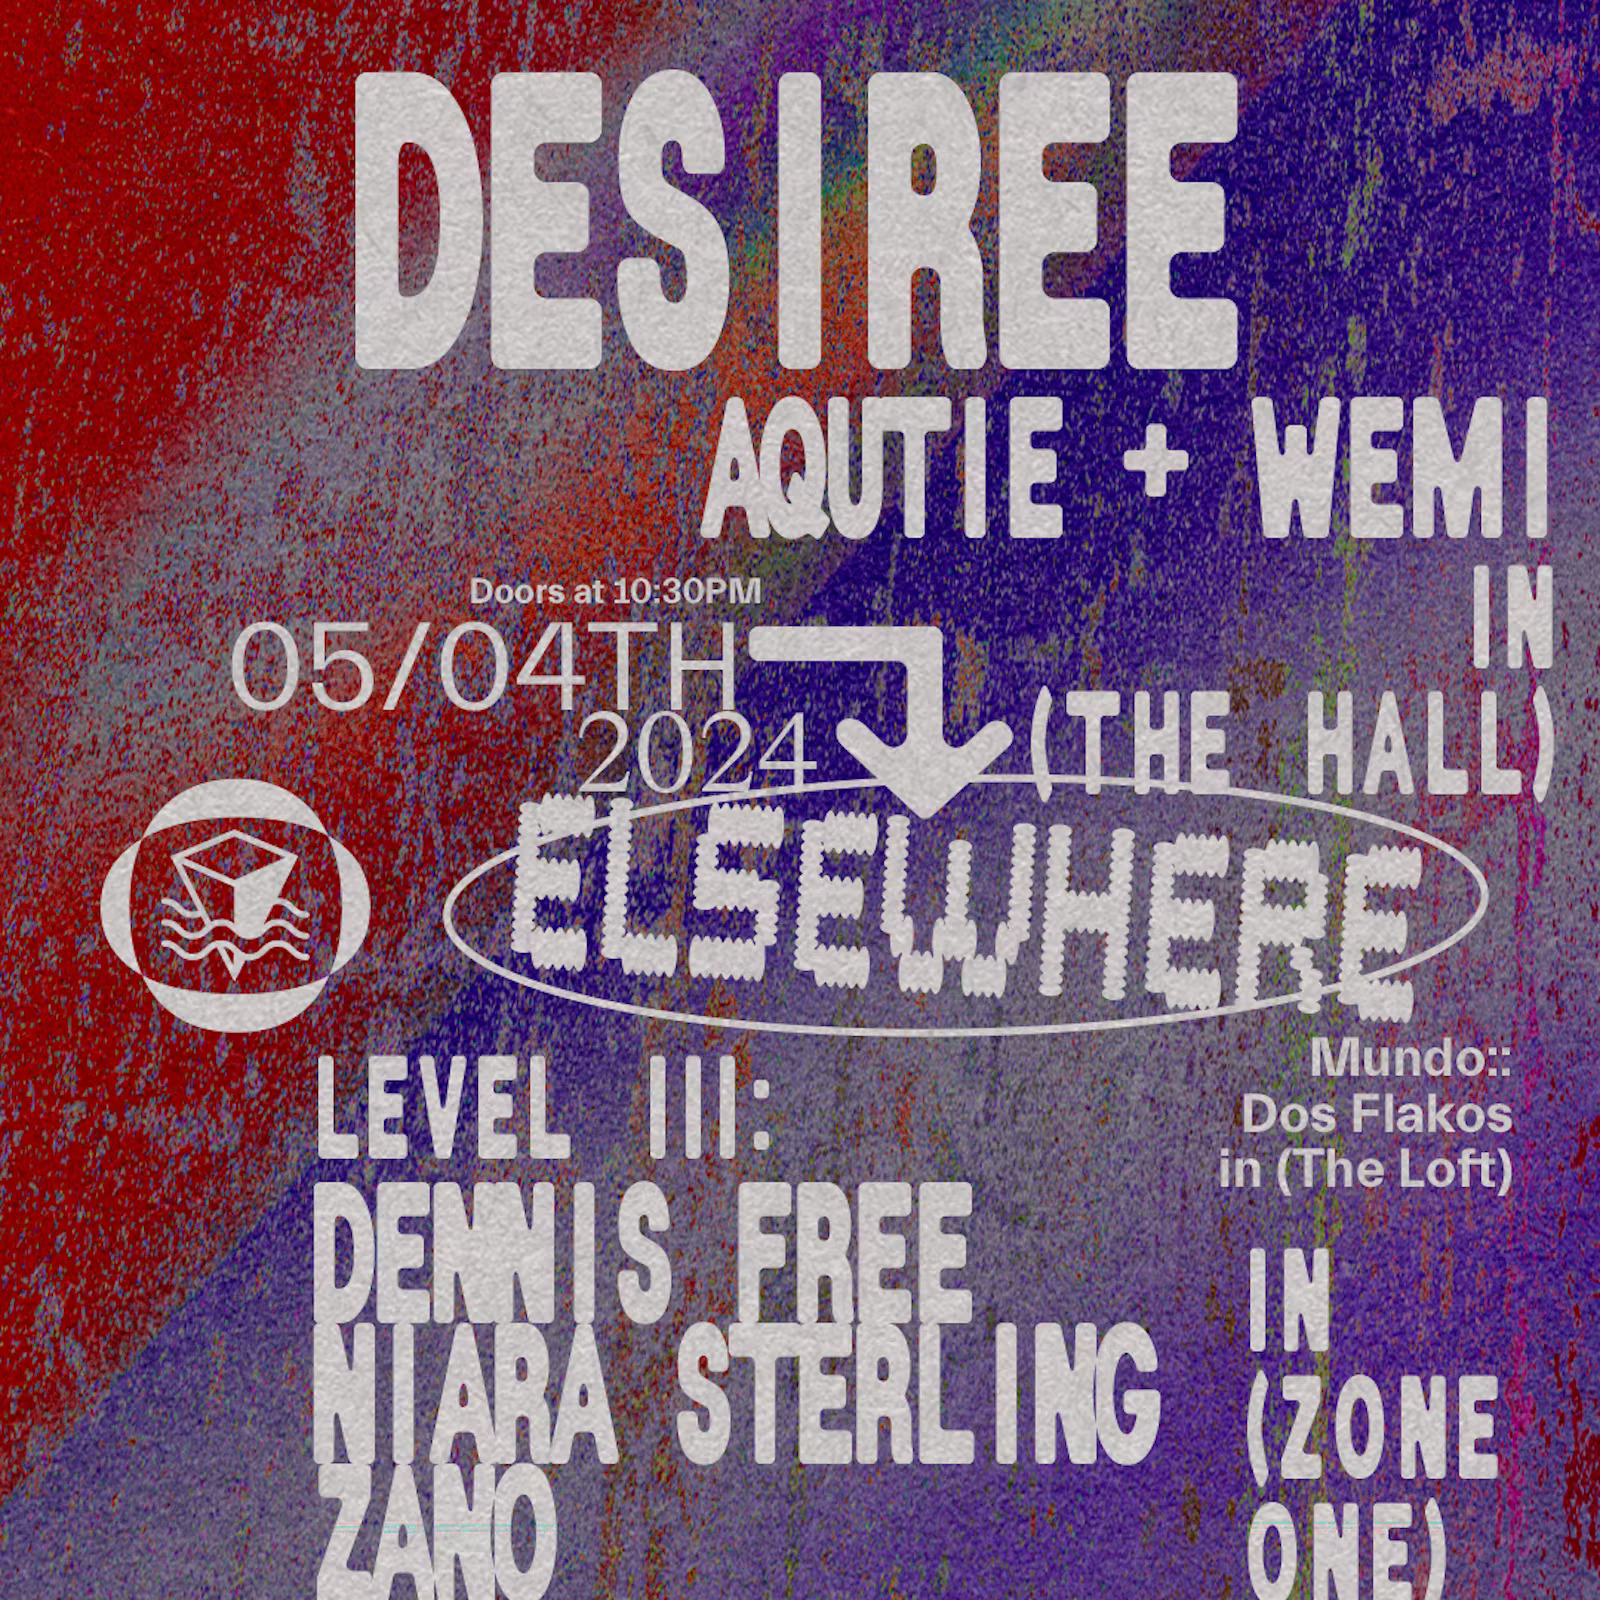 DESIREE
AQUTIE + WEMI
IN
(THE HALL)
Doors at 10:30PM
05/04TH
2024
ELSEWHERE
Mundo::
Dos Flakos
in (The Loft)
LEVEL III:
DENNIS FREE
NIARA STERLING
ZANO
IN
(ZONE
ONE)